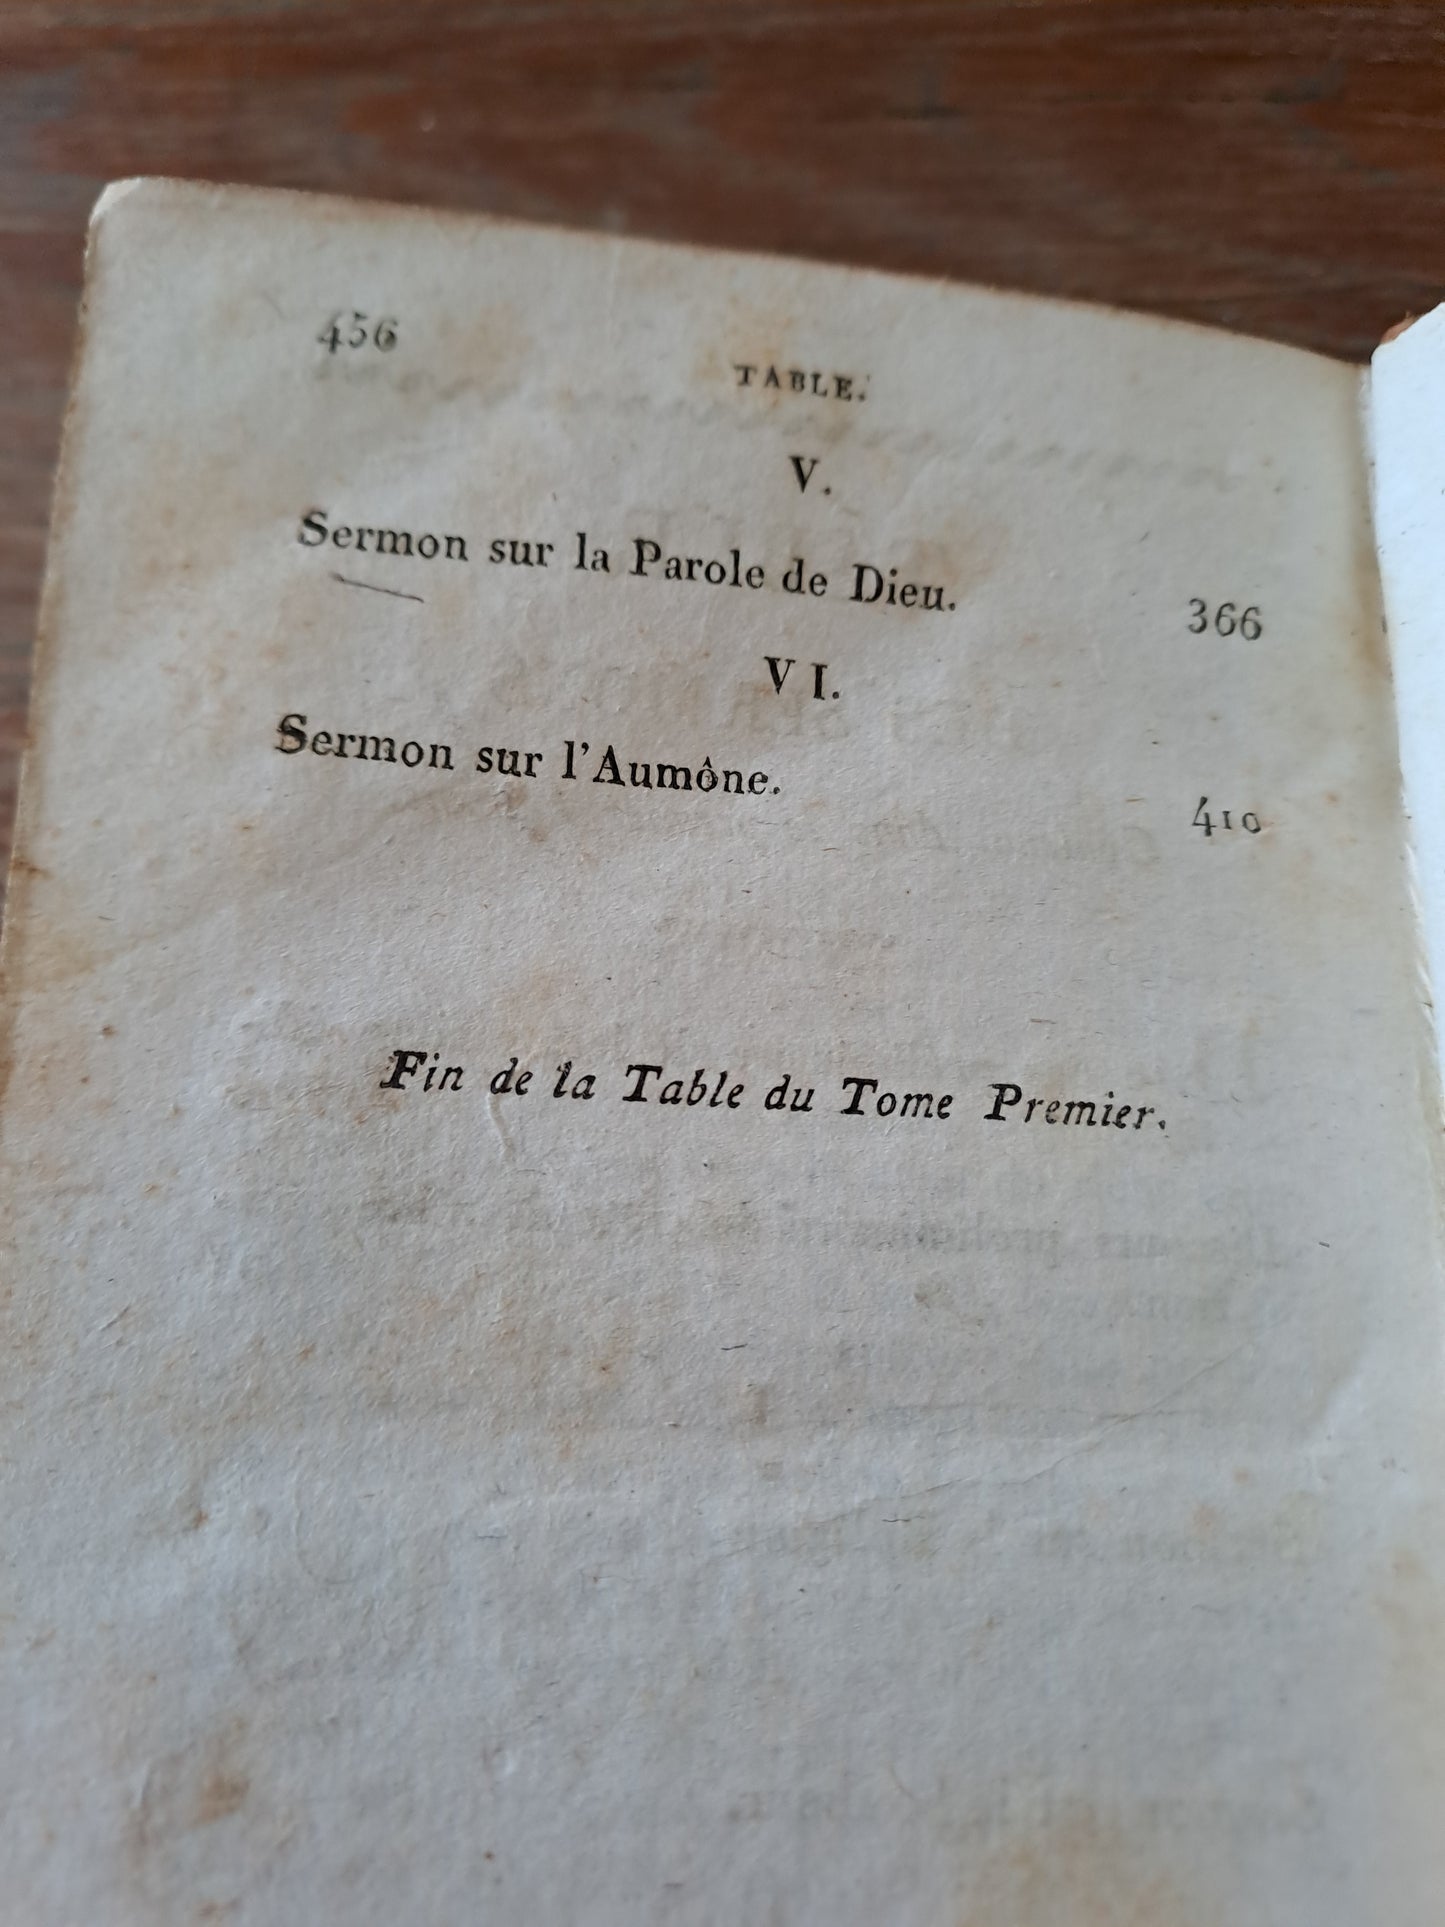 456
TABLE.
V.
Sermon sur la Parole de Dieu.
366
VI.
Sermon sur l'Aumône.
410
Fin de la Table du Tome Premier.